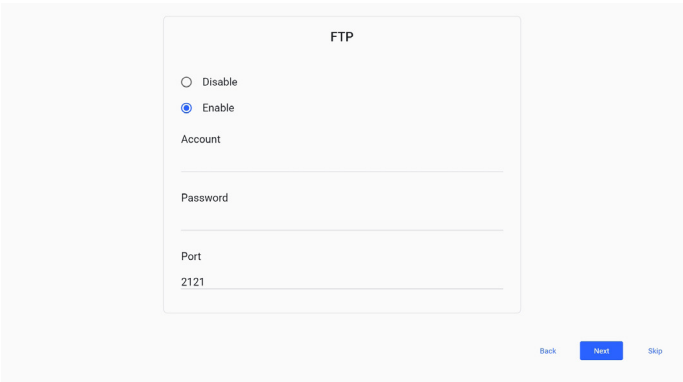 FTP
Disable
Enable
Account
Password
Port
2121
Back Next Skip